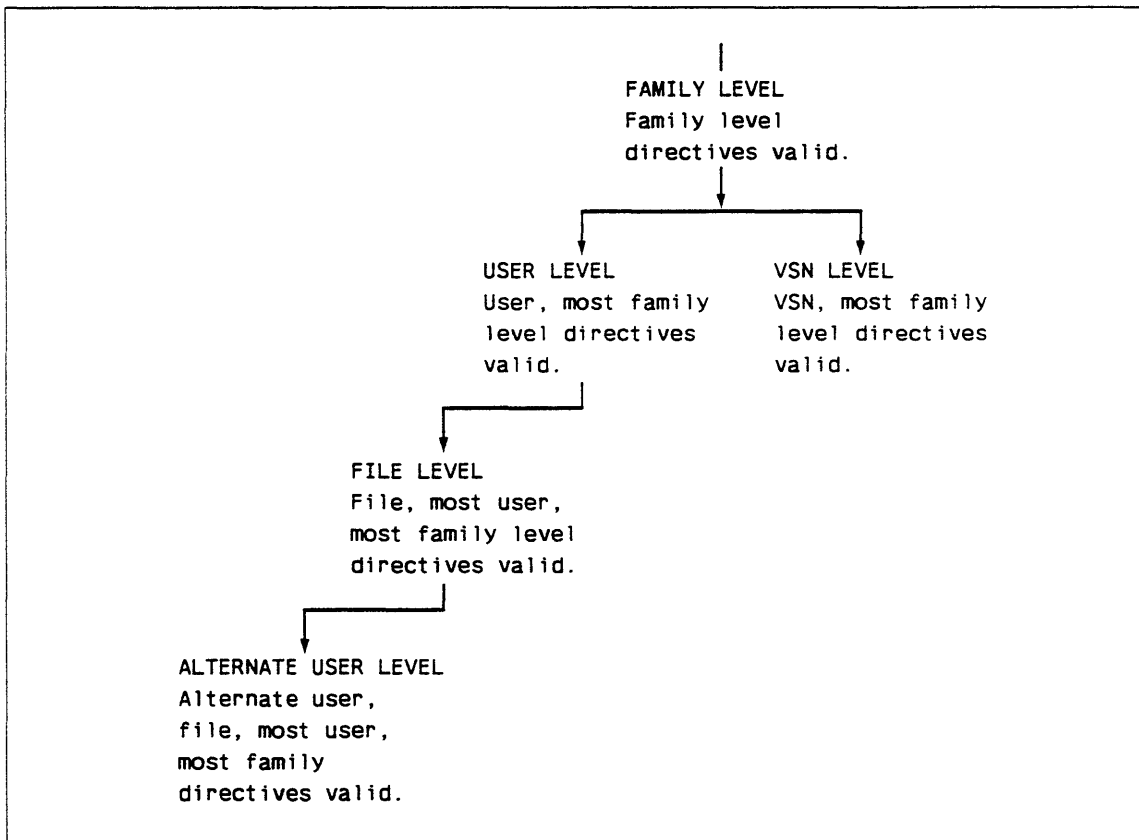 FAMILY LEVEL
Family level
directives valid.
USER LEVEL
User, most family
level directives
valid.
VSN LEVEL
VSN, most family
level directives
valid.
FILE LEVEL
File, most user,
most family level
directives valid.
ALTERNATE USER LEVEL
Alternate user,
file, most user,
most family
directives valid.